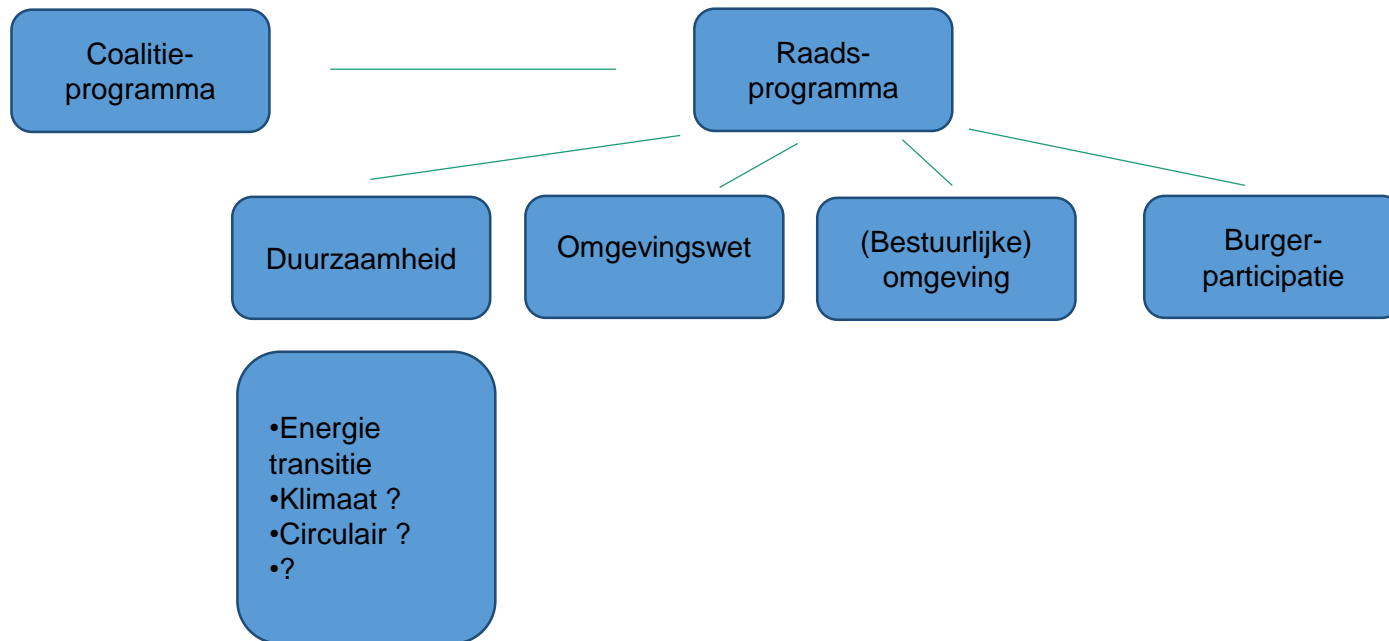 Coalitie-
programma
Raads-
programma
Duurzaamheid
Omgevingswet
(Bestuurlijke)
omgeving
Burger-
participatie
•Energie
transitie
•Klimaat ?
•Circulair ?
•?